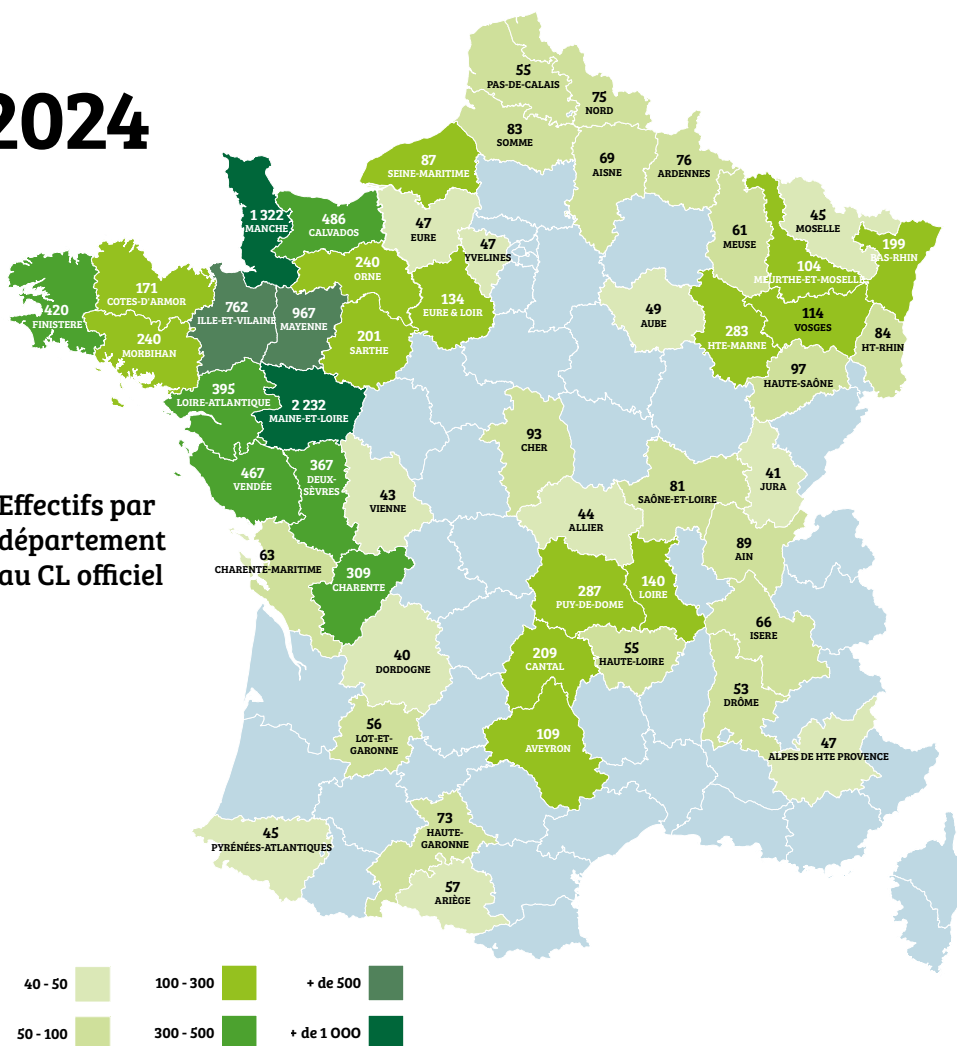 2024
55
PAS-DE-CALAIS
75
NORD
83
SOMME
87
SEINE-MARITIME
69
AISNE
76
ARDENNES
1 322
MANCHE
486
CALVADOS
47
EURE
47
YVELINES
61
MEUSE
45
MOSELLE
199
BAS-RHIN
104
MEURTHE-ET-MOSELLE
240
ORNE
171
COTES-D'ARMOR
420
FINISTERE
762
ILLE-ET-VILAINE
967
MAYENNE
134
EURE & LOIR
49
AUBE
114
VOSGES
240
MORBIHAN
201
SARTHE
283
HTE-MARNE
84
HT-RHIN
97
HAUTE-SAÔNE
395
LOIRE-ATLANTIQUE
2 232
MAINE-ET-LOIRE
93
CHER
467
VENDÉE
367
DEUX-
SÈVRES
43
VIENNE
81
SAÔNE-ET-LOIRE
41
JURA
Effectifs par
département
au CL officiel
44
ALLIER
89
AIN
63
CHARENTE-MARITIME
309
CHARENTE
287
PUY-DE-DOME
140
LOIRE
66
ISERE
40
DORDOGNE
209
CANTAL
55
HAUTE-LOIRE
53
DRÔME
56
LOT-ET-
GARONNE
109
AVEYRON
47
ALPES DE HTE PROVENCE
73
HAUTE-
GARONNE
45
PYRÉNÉES-ATLANTIQUES
57
ARIÈGE
40 - 50
100 - 300
+ de 500
50 - 100
300 - 500
+ de 1 000